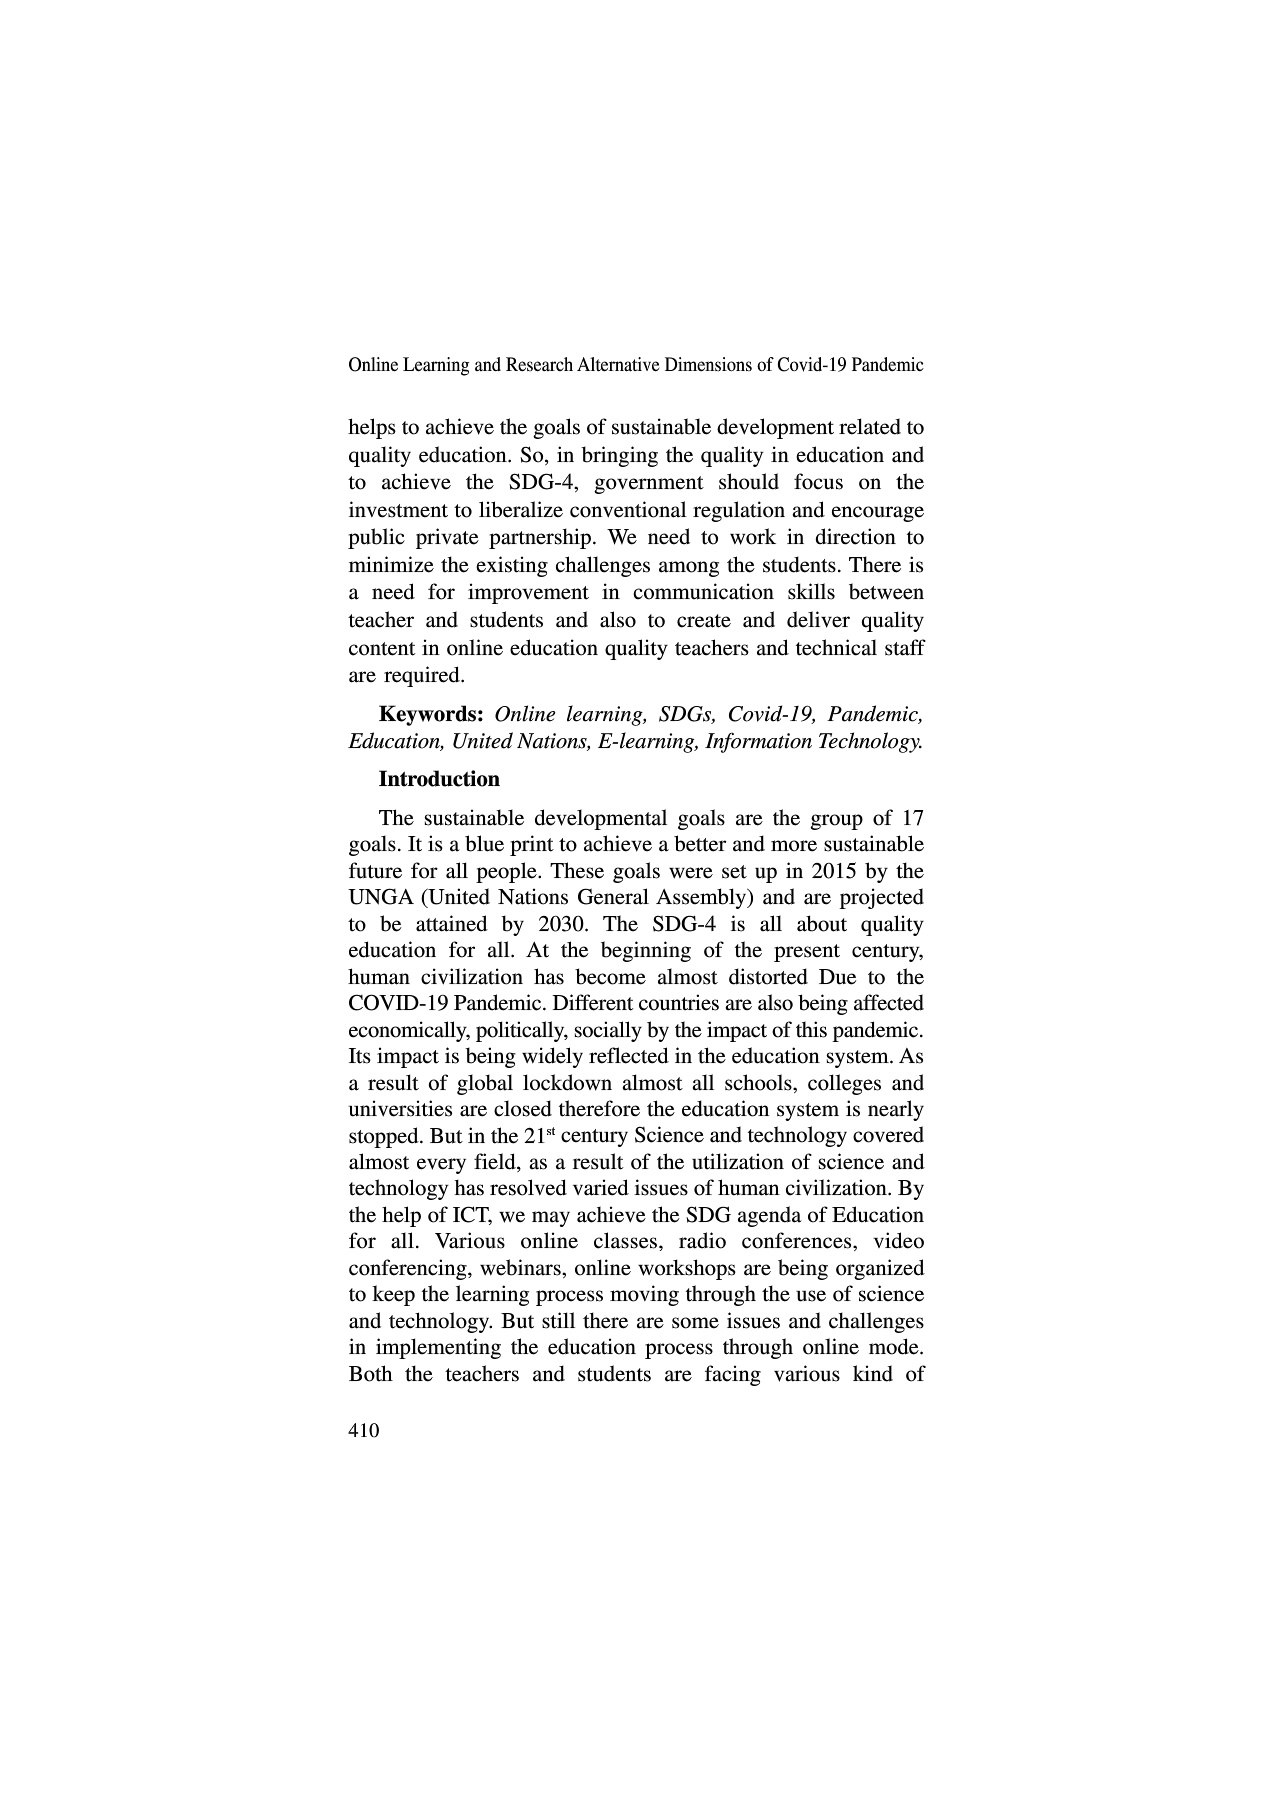 Online Learning and Research Alternative Dimensions of Covid-19 Pandemic
helps to achieve the goals of sustainable development related to
quality education. So, in bringing the quality in education and
to achieve the SDG-4, government should focus on the
investment to liberalize conventional regulation and encourage
public private partnership. We need to work in direction to
minimize the existing challenges among the students. There is
a need for improvement in communication skills between
teacher and students and also to create and deliver quality
content in online education quality teachers and technical staff
are required.
Keywords: Online learning, SDGs, Covid-19, Pandemic,
Education, United Nations, E-learning, Information Technology.
Introduction
The sustainable developmental goals are the group of 17
goals. It is a blue print to achieve a better and more sustainable
future for all people. These goals were set up in 2015 by the
UNGA (United Nations General Assembly) and are projected
to be attained by 2030. The SDG-4 is all about quality
education for all. At the beginning of the present century,
human civilization has become almost distorted Due to the
COVID-19 Pandemic. Different countries are also being affected
economically, politically, socially by the impact of this pandemic.
Its impact is being widely reflected in the education system. As
a result of global lockdown almost all schools, colleges and
universities are closed therefore the education system is nearly
stopped. But in the 21st century Science and technology covered
almost every field, as a result of the utilization of science and
technology has resolved varied issues of human civilization. By
the help of ICT, we may achieve the SDG agenda of Education
for all. Various online classes, radio conferences, video
conferencing, webinars, online workshops are being organized
to keep the learning process moving through the use of science
and technology. But still there are some issues and challenges
in implementing the education process through online mode.
Both the teachers and students are facing various kind of
410